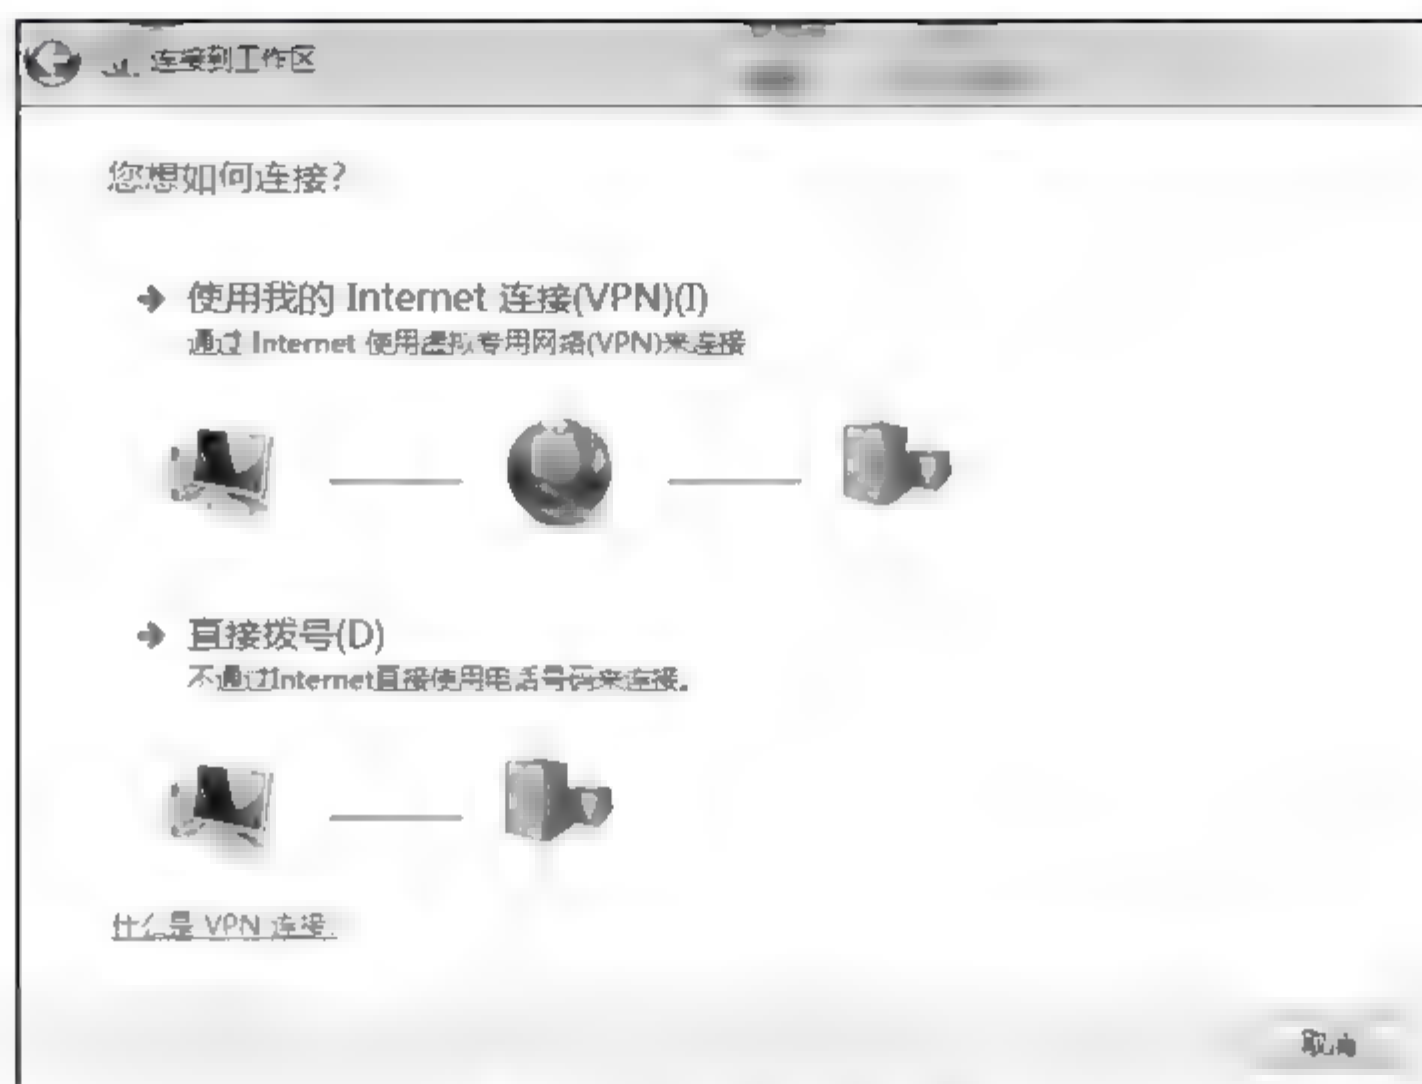 连接到工作区
您想如何连接?
使用我的 Internet 连接(VPN)(I)
通过 Internet 使用虚拟专用网络(VPN)来连接
直接拨号(D)
不通过Internet直接使用电话号码来连接。
什么是 VPN 连接
取消